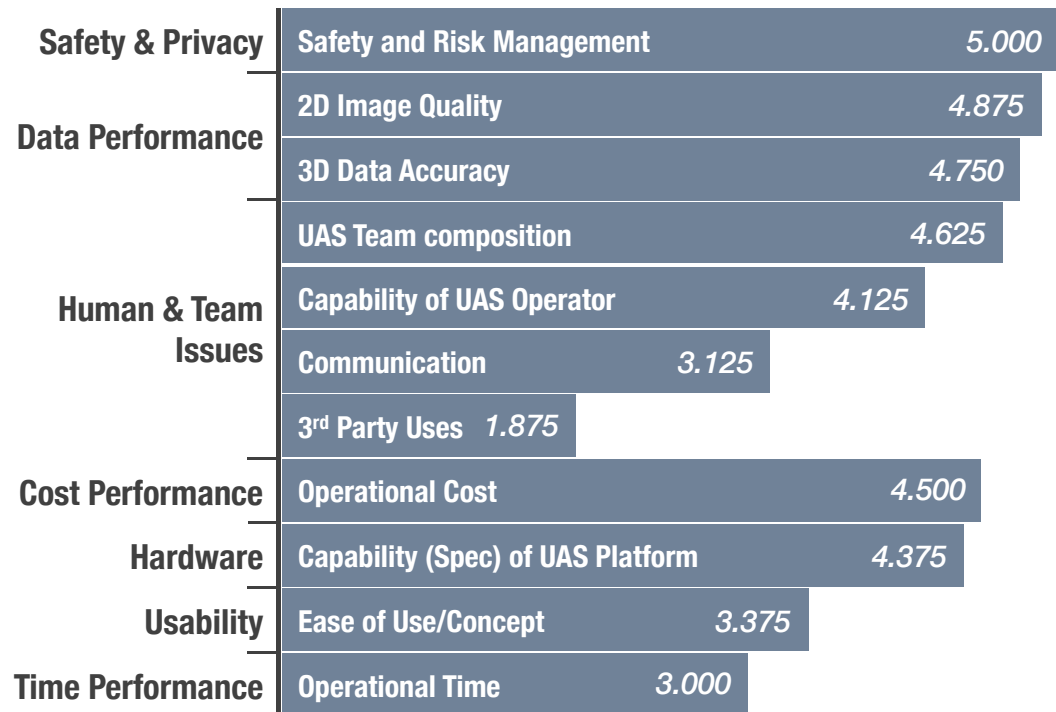 Safety & Privacy
Safety and Risk Management 5.000
Data Performance
2D Image Quality 4.875
3D Data Accuracy 4.750
Human & Team
Issues
UAS Team composition 4.625
Capability of UAS Operator 4.125
Communication 3.125
3rd Party Uses 1.875
Cost Performance
Operational Cost 4.500
Hardware
Capability (Spec) of UAS Platform 4.375
Usability
Ease of Use/Concept 3.375
Time Performance
Operational Time 3.000